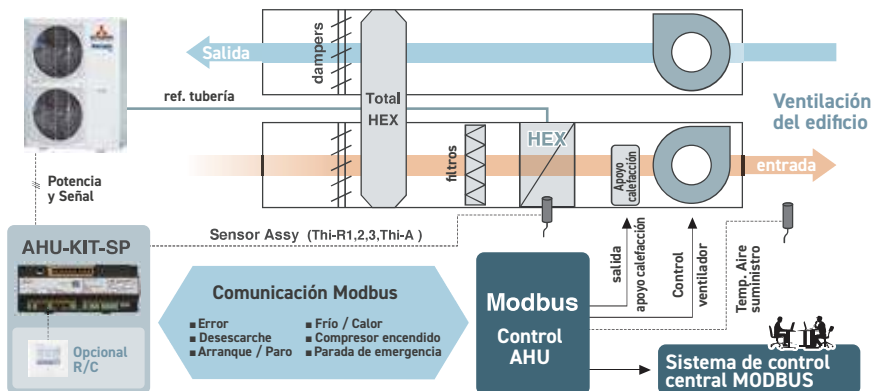 Salida
dampers
Total
HEX
ref. tubería
Ventilación
del edificio
filtros
HEX
Apoyo
calefacción
entrada
Potencia
y Señal
Sensor Assy (Thi-R1,2,3,Thi-A )
salida
apoyo calefacción
Control
ventilador
Temp. Aire
suministro
AHU-KIT-SP
Opcional
R/C
Comunicación Modbus
■ Error
■ Desescarche
■ Arranque / Paro
■ Frío / Calor
■ Compresor encendido
■ Parada de emergencia
Modbus
Control
AHU
Sistema de control
central MODBUS